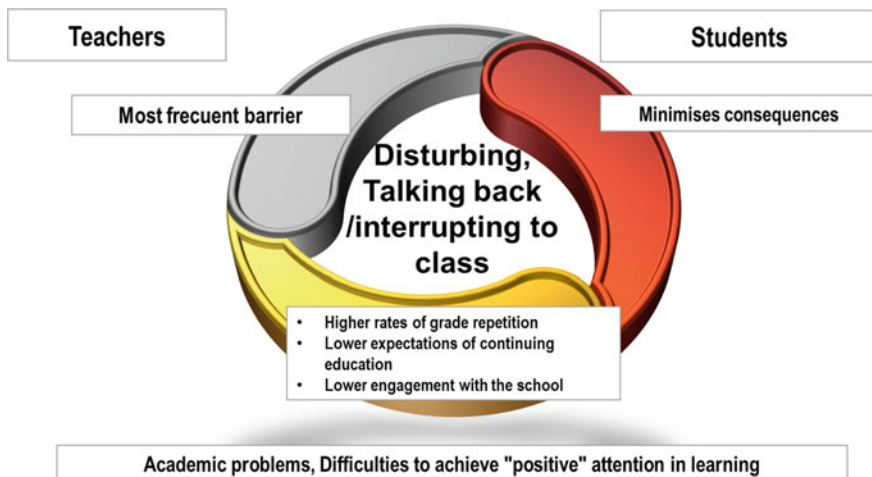 Teachers
Students
Most frecuent barrier
Minimises consequences
Disturbing,
Talking back
/interrupting to
class
• Higher rates of grade repetition
• Lower expectations of continuing
education
• Lower engagement with the school
Academic problems, Difficulties to achieve "positive" attention in learning